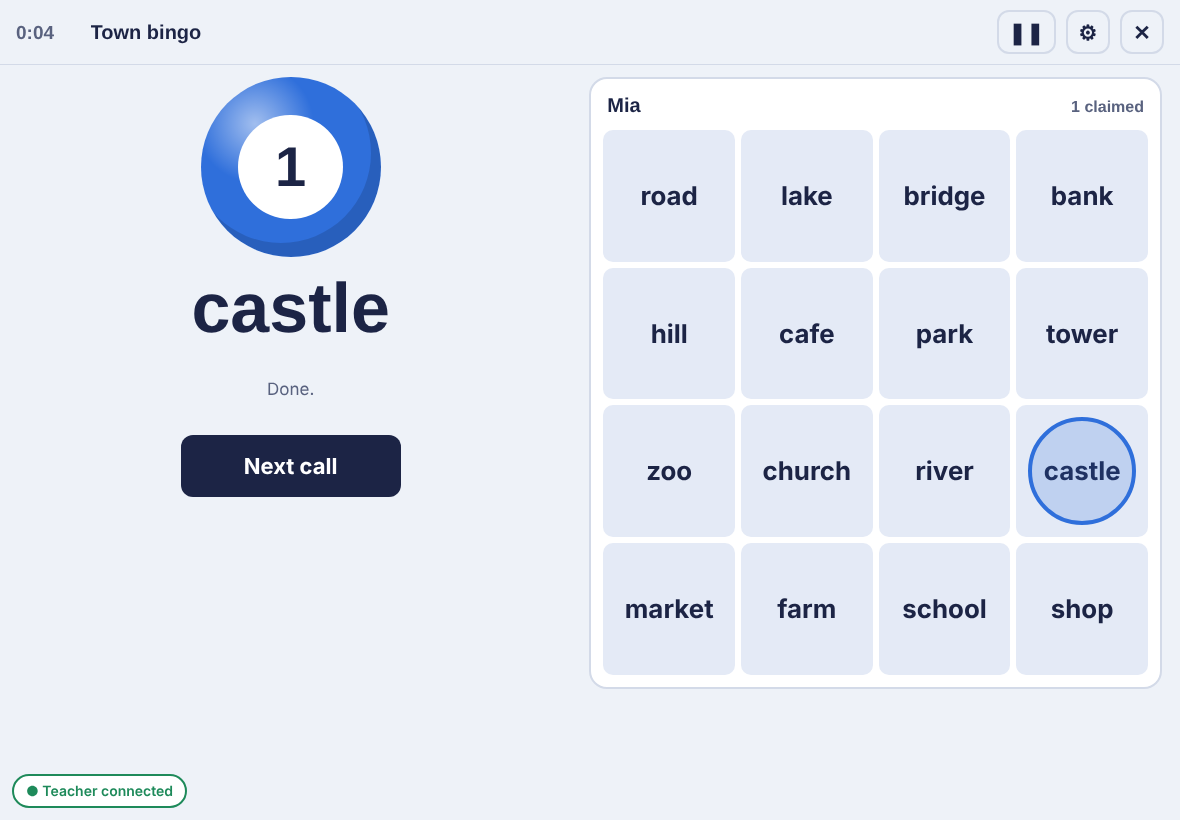 0:04 Town bingo
1
castle
Done.
Next call
Mia 1 claimed
road lake bridge bank
hill cafe park tower
zoo church river castle
market farm school shop
Teacher connected